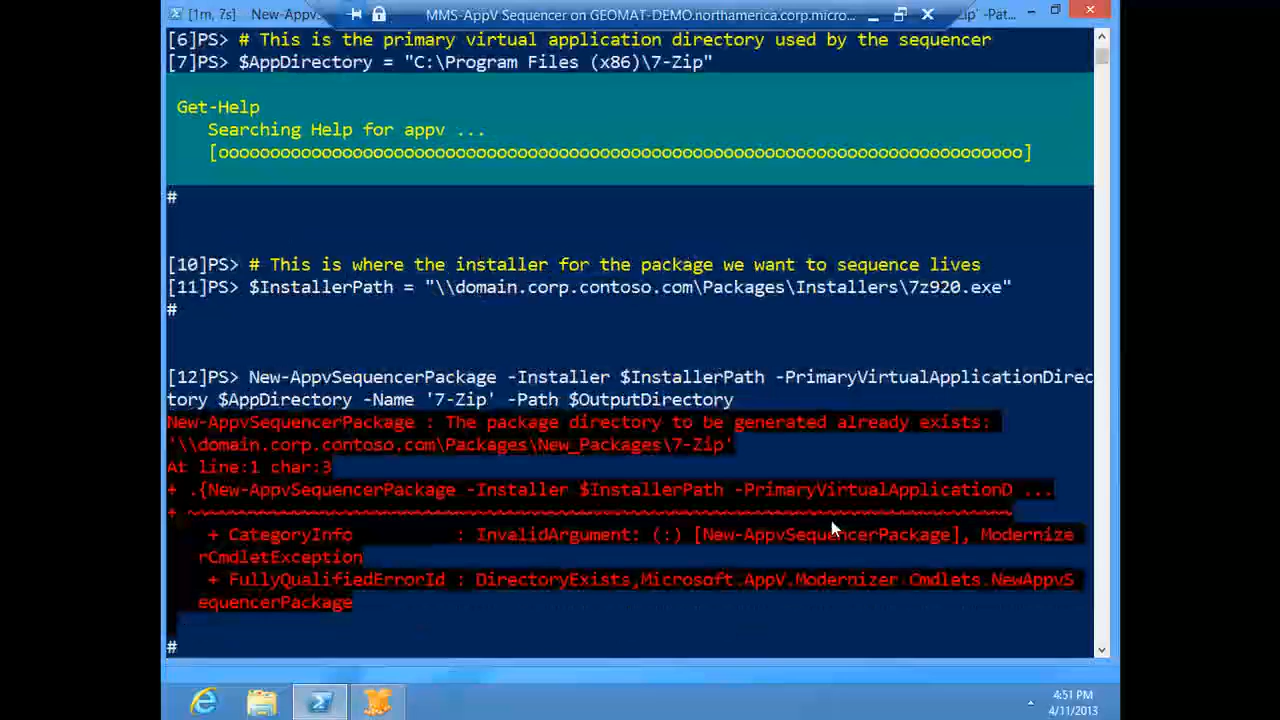 [1m, 7s] New-Appv
MMS-AppV Sequencer on GEOMAT-DEMO.northamerica.corp.micro...
Zip' -Pat...
[6]PS> # This is the primary virtual application directory used by the sequencer
[7]PS> $AppDirectory = "C:\Program Files (x86)\7-Zip"
Get-Help
Searching Help for appv ...
[oooooooooooooooooooooooooooooooooooooooooooooooooooooooooooooooooooooooooooooo]
#
[10]PS> # This is where the installer for the package we want to sequence lives
[11]PS> $InstallerPath = "\\domain.corp.contoso.com\Packages\Installers\7z920.exe"
#
[12]PS> New-AppvSequencerPackage -Installer $InstallerPath -PrimaryVirtualApplicationDirec
tory $AppDirectory -Name '7-Zip' -Path $OutputDirectory
New-AppvSequencerPackage : The package directory to be generated already exists:
'\\domain.corp.contoso.com\Packages\New_Packages\7-Zip'
At line:1 char:3
+ .{New-AppvSequencerPackage -Installer $InstallerPath -PrimaryVirtualApplicationD ...
+ ~~~~~~~~~~~~~~~~~~~~~~~~~~~~~~~~~~~~~~~~~~~~~~~~~~~~~~~~~~~~~~~~~~~~~~~~~~~~~~~~
+ CategoryInfo : InvalidArgument: (:) [New-AppvSequencerPackage], Modernize
rCmdletException
+ FullyQualifiedErrorId : DirectoryExists,Microsoft.AppV.Modernizer.Cmdlets.NewAppvS
equencerPackage
#
4:51 PM
4/11/2013